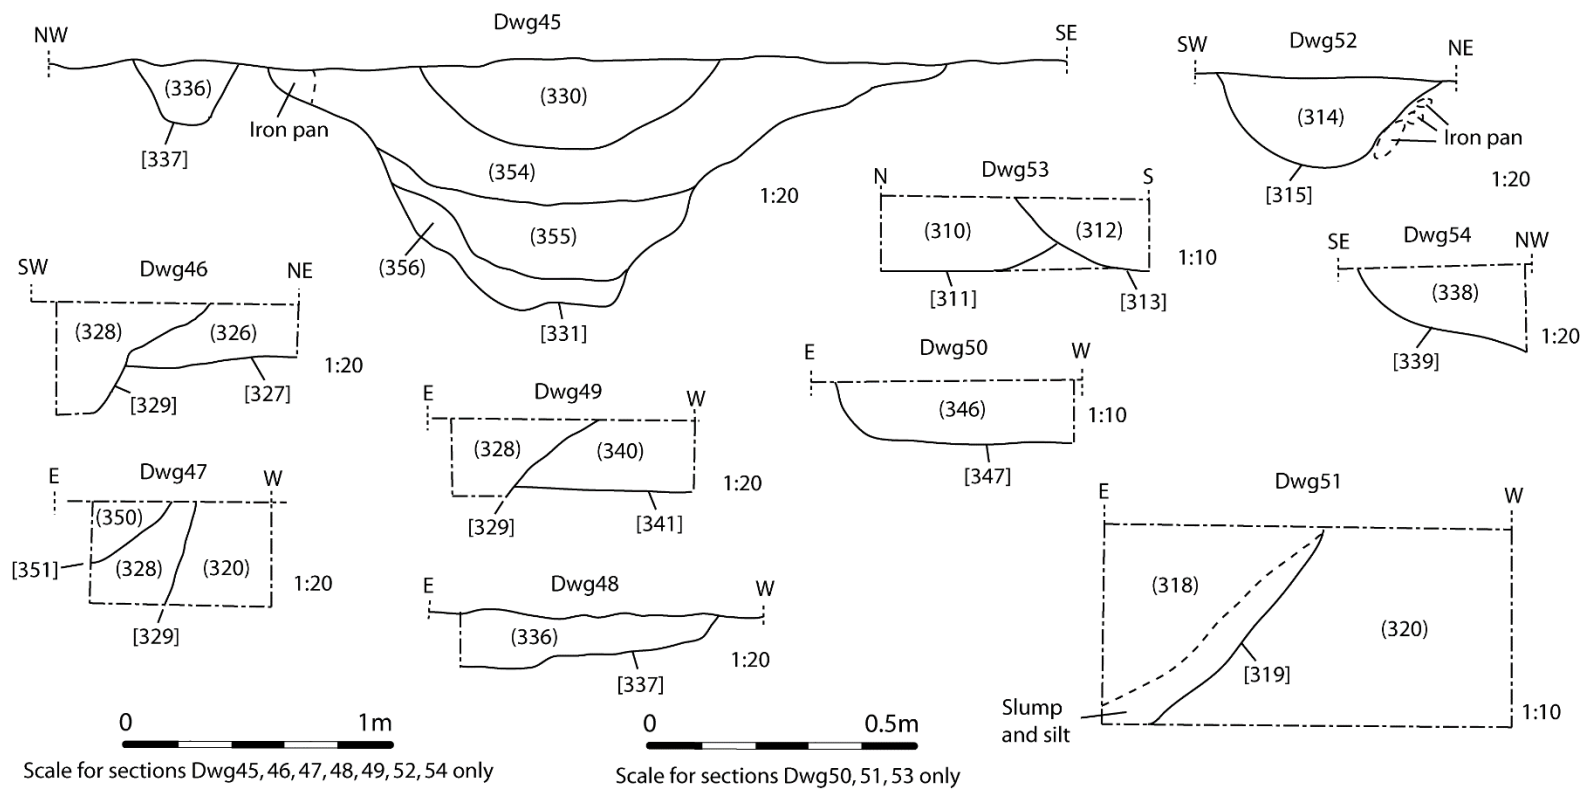 Dwg45
NW
SE
(336)
(330)
Iron pan
[337]
(354)
1:20
(355)
(356)
[331]
Dwg52
SW
NE
(314)
Iron pan
[315]
1:20
Dwg53
N
S
(310)
(312)
1:10
[311]
[313]
Dwg54
SE
NW
(338)
1:20
[339]
Dwg46
SW
NE
(328)
(326)
1:20
[329]
[327]
Dwg49
E
W
(328)
(340)
1:20
[329]
[341]
Dwg50
E
W
(346)
1:10
[347]
Dwg47
E
W
(350)
[351]
(328)
(320)
1:20
[329]
Dwg48
E
W
(336)
1:20
[337]
Dwg51
E
W
(318)
(320)
[319]
Slump
and silt
1:10
0 1m
Scale for sections Dwg45, 46, 47, 48, 49, 52, 54 only
0 0.5m
Scale for sections Dwg50, 51, 53 only